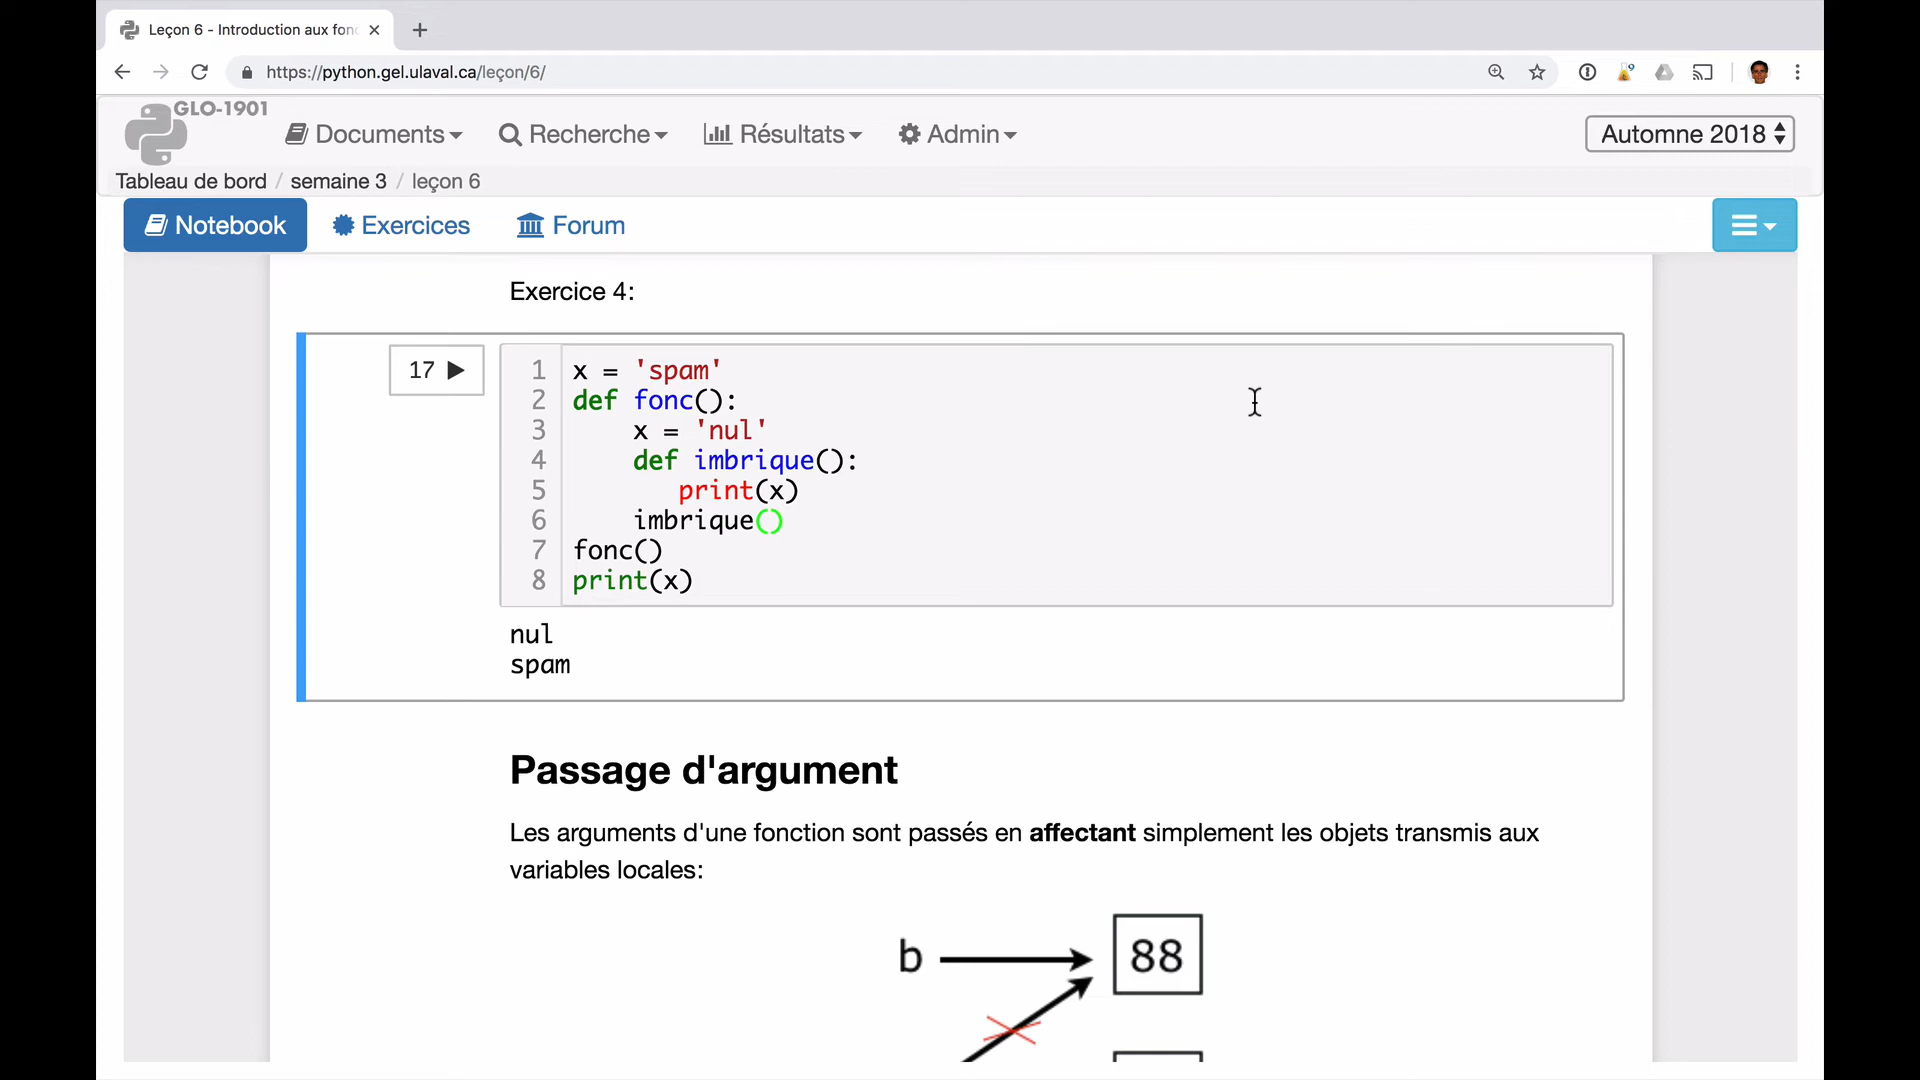 Leçon 6 - Introduction aux fonc
https://python.gel.ulaval.ca/leçon/6/
GLO-1901
Documents
Recherche
Résultats
Admin
Automne 2018
Tableau de bord / semaine 3 / leçon 6
Notebook
Exercices
Forum
Exercice 4:
17
1 x = 'spam'
2 def fonc():
3     x = 'nul'
4     def imbrique():
5        print(x)
6     imbrique()
7 fonc()
8 print(x)
nul
spam
Passage d'argument
Les arguments d'une fonction sont passés en affectant simplement les objets transmis aux
variables locales:
b
88